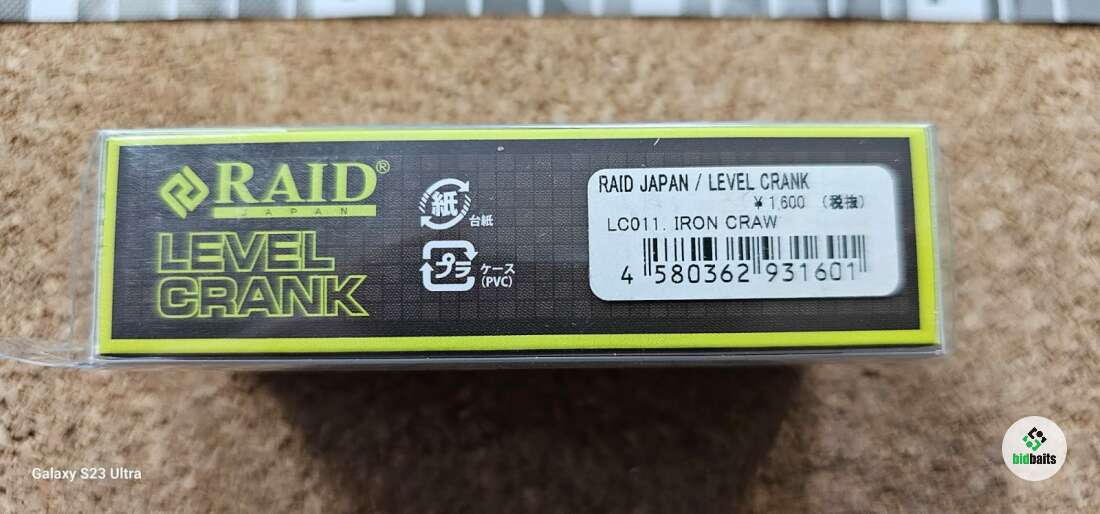 RAID®
JAPAN
LEVEL
CRANK
紙
台紙
プラ
ケース
(PVC)
RAID JAPAN / LEVEL CRANK
¥ 1,600 (税抜)
LC011. IRON CRAW
4 580362 931601
Galaxy S23 Ultra
bidbaits